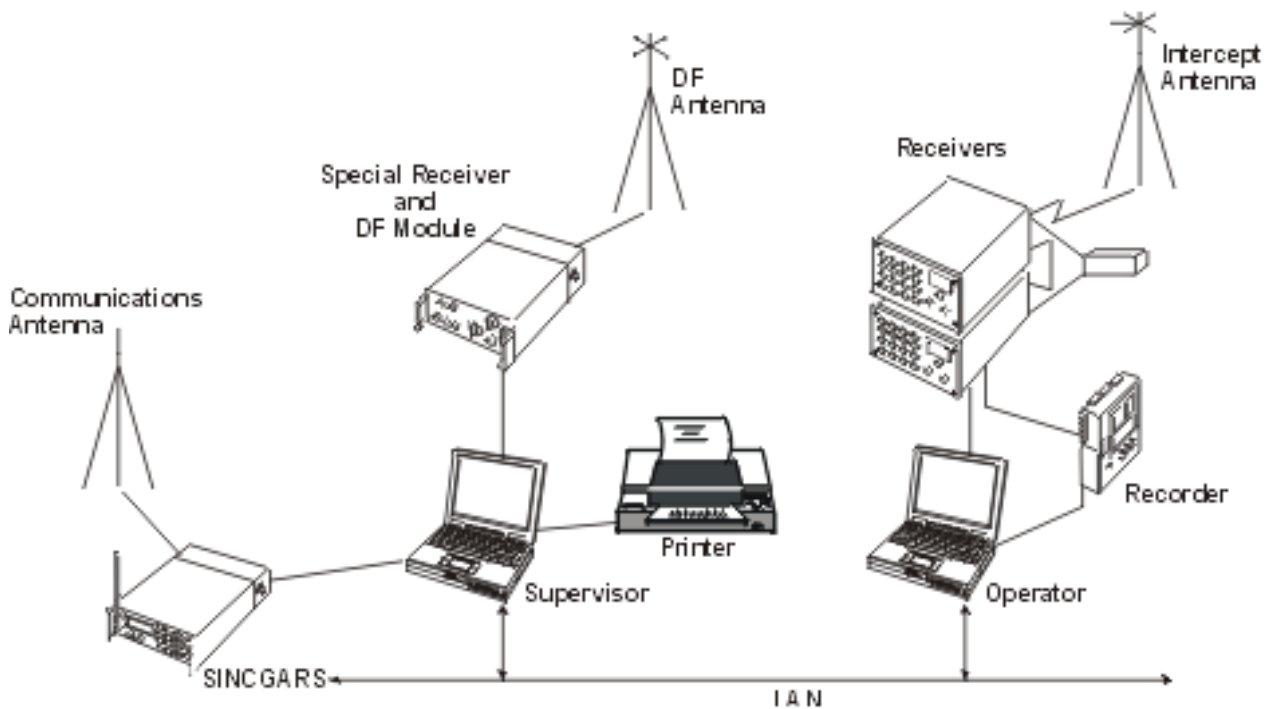 DF
Antenna
Intercept
Antenna
Receivers
Special Receiver
and
DF Module
Communications
Antenna
Recorder
Printer
Supervisor
Operator
SINCGARS
LAN